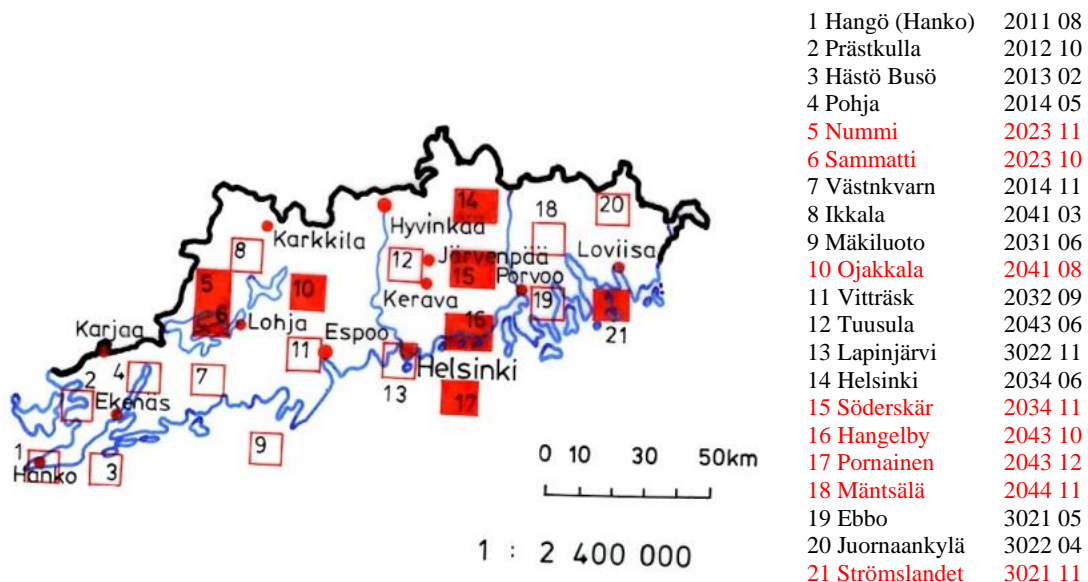 1 Hangö (Hanko) 2011 08
2 Prästkulla 2012 10
3 Hästö Busö 2013 02
4 Pohja 2014 05
5 Nummi 2023 11
6 Sammatti 2023 10
7 Västnkvarn 2014 11
8 Ikkala 2041 03
9 Mäkiluoto 2031 06
10 Ojakkala 2041 08
11 Vitträsk 2032 09
12 Tuusula 2043 06
13 Lapinjärvi 3022 11
14 Helsinki 2034 06
15 Söderskär 2034 11
16 Hangelby 2043 10
17 Pornainen 2043 12
18 Mäntsälä 2044 11
19 Ebbo 3021 05
20 Juornaankylä 3022 04
21 Strömslandet 3021 11
14
20
18
Hyvinkaa
Karkkila
8
12
Järvenpää
Loviisa
15
Porvoo
5
10
Kerava
19
6
Lohja
16
21
Karjaa
11
Espoo
Helsinki
13
2
4
7
17
Ekenäs
1
Hanko
3
9
0 10 30 50km
1 : 2 400 000